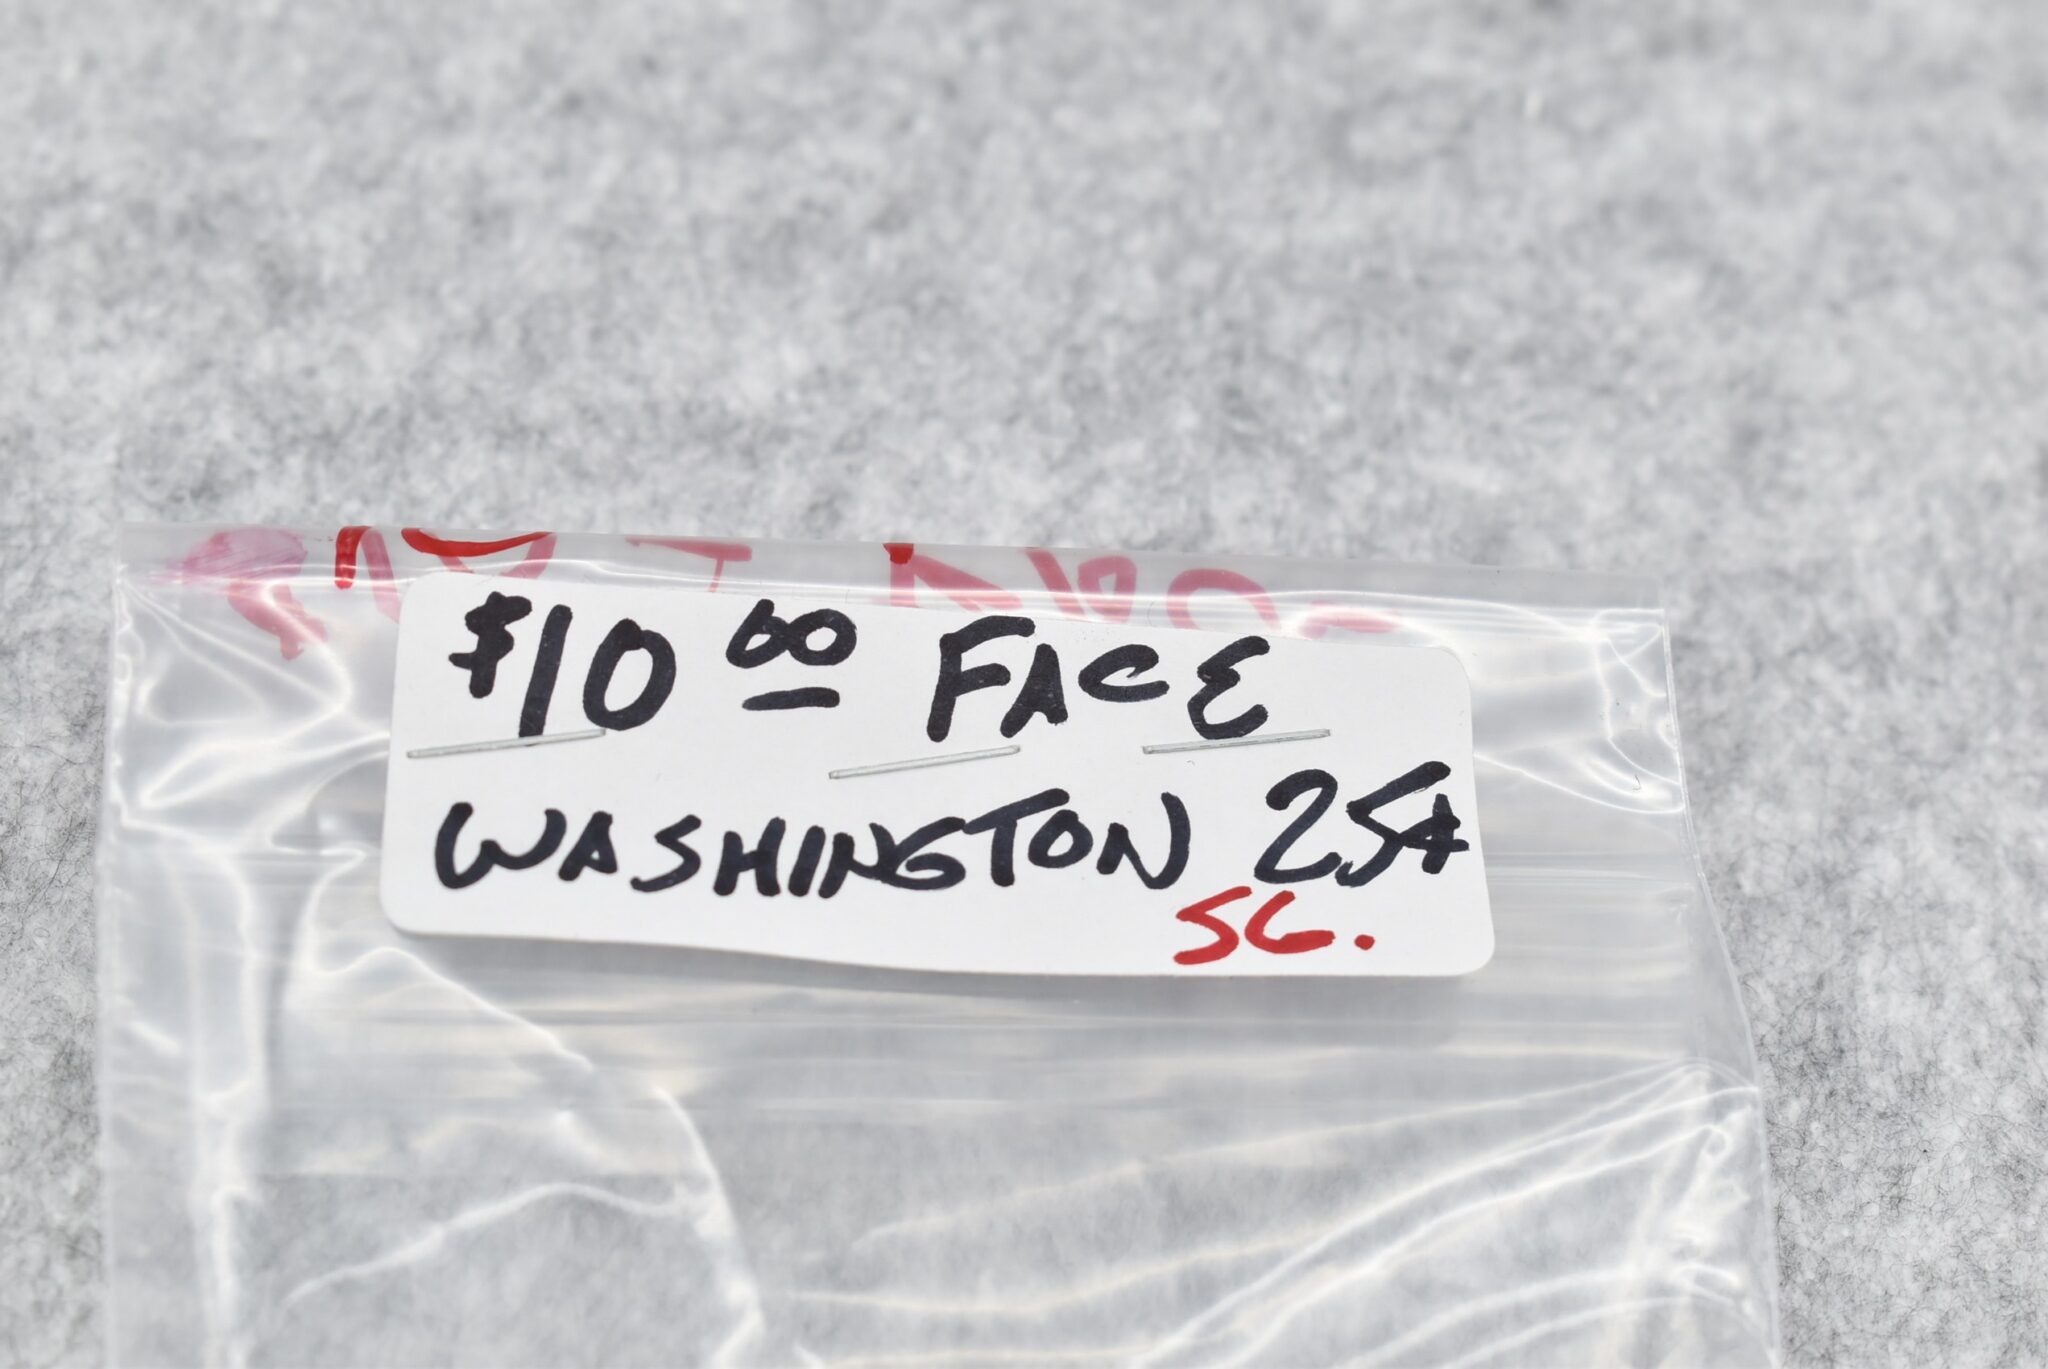 $10 00 FACE
WASHINGTON 25¢
SG.